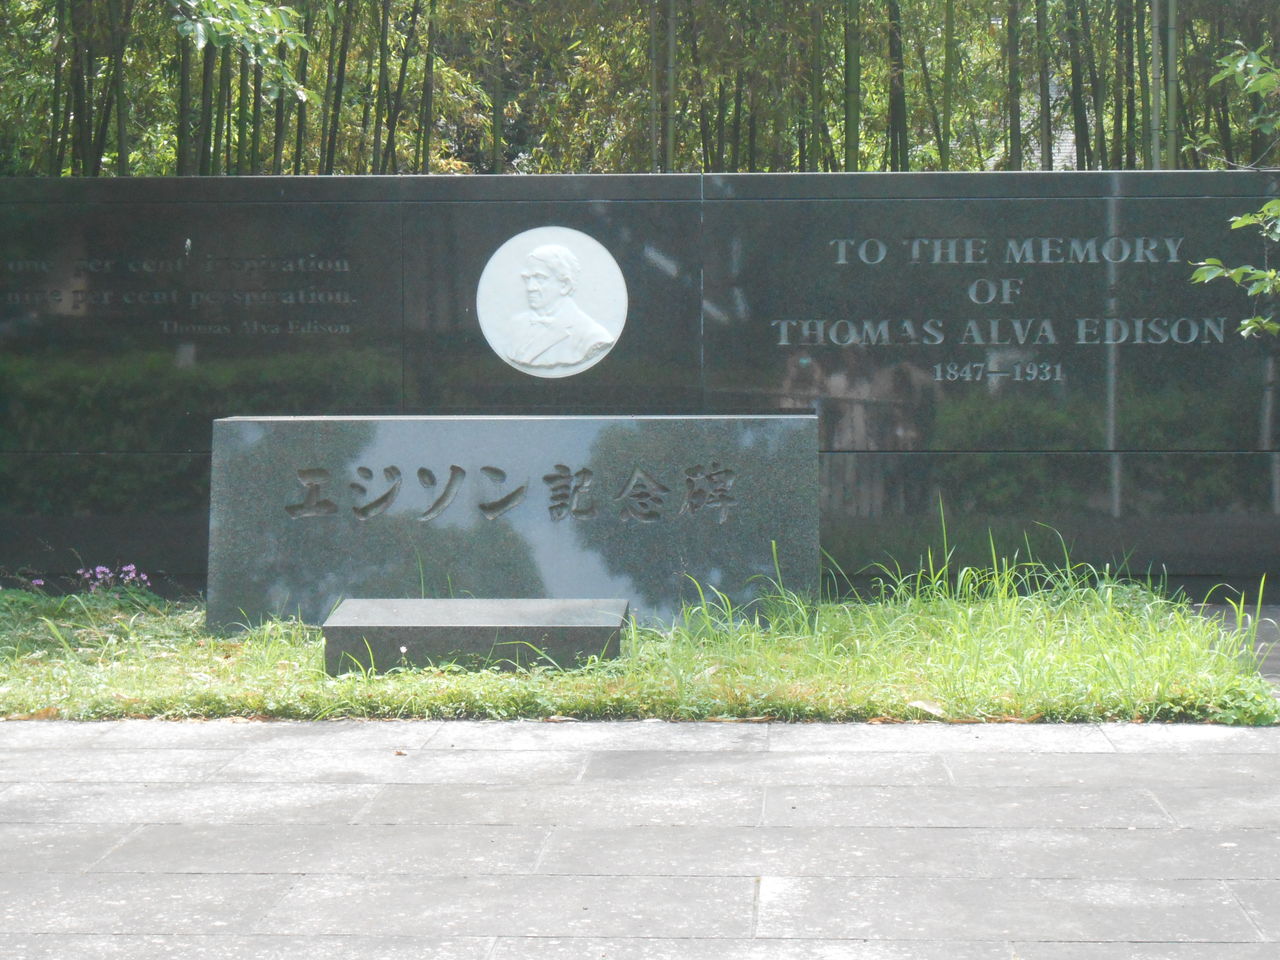 one per cent inspiration
nine per cent perspiration.
Thomas Alva Edison
TO THE MEMORY
OF
THOMAS ALVA EDISON
1847—1931
エジソン記念碑